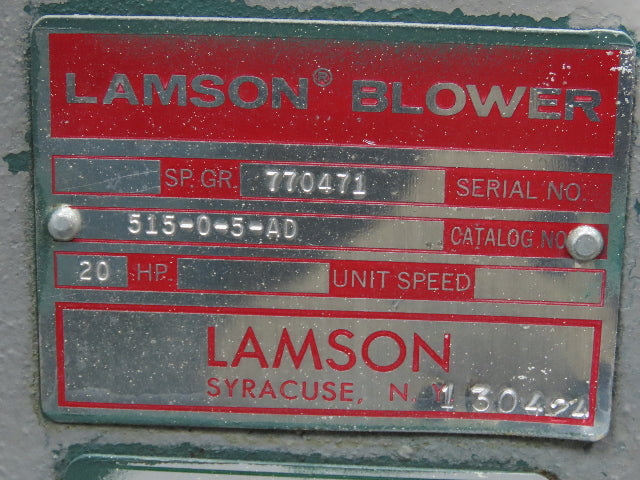 LAMSON® BLOWER
SP. GR. 770471 SERIAL NO.
515-0-5-AD CATALOG NO.
20 HP. UNIT SPEED
LAMSON
SYRACUSE, N. Y.